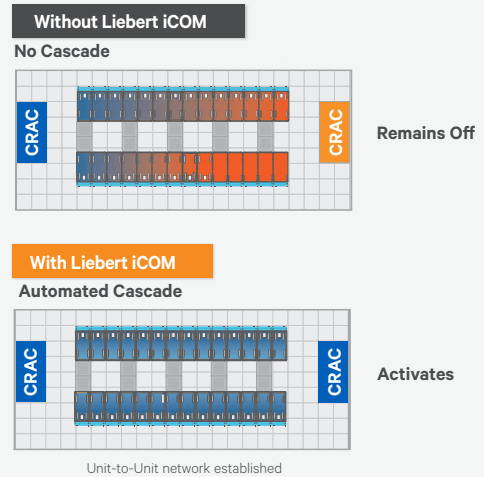 Without Liebert iCOM
No Cascade
CRAC
CRAC
Remains Off
With Liebert iCOM
Automated Cascade
CRAC
CRAC
Activates
Unit-to-Unit network established